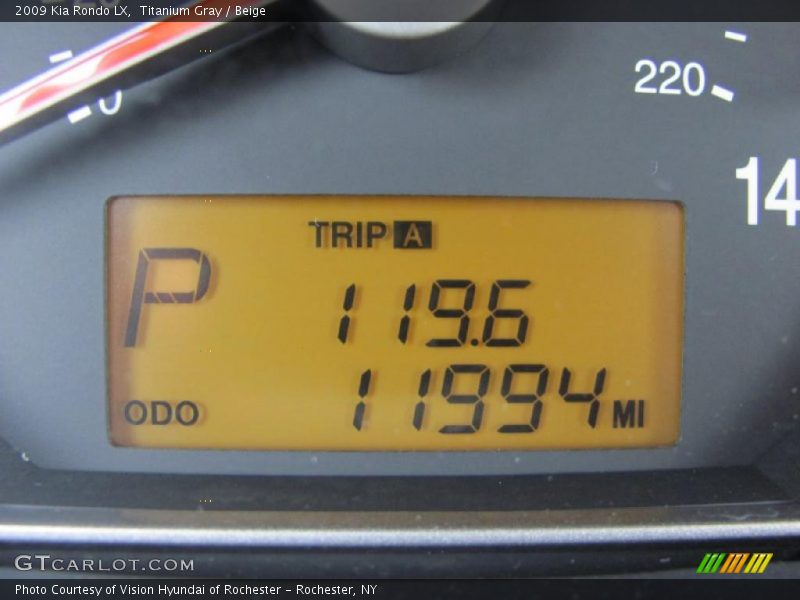 2009 Kia Rondo LX,  Titanium Gray / Beige
0
220
14
TRIP A
P
119.6
ODO 11994 MI
GTCARLOT.COM
Photo Courtesy of Vision Hyundai of Rochester - Rochester, NY